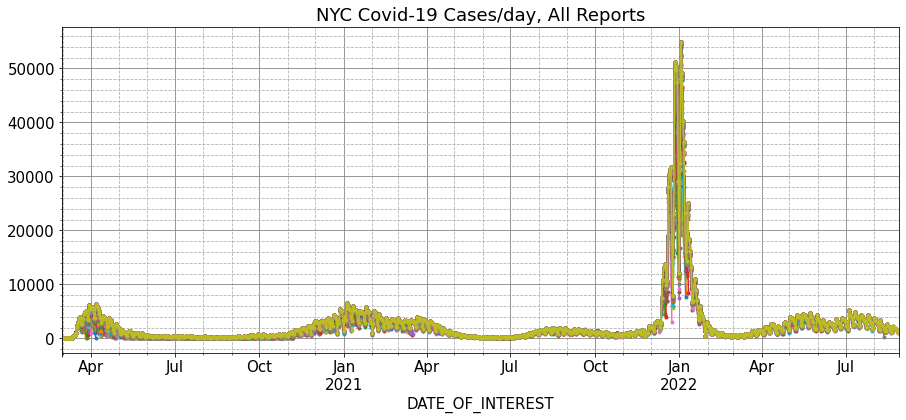 NYC Covid-19 Cases/day, All Reports
50000
40000
30000
20000
10000
0
Apr Jul Oct Jan Apr Jul Oct Jan Apr Jul
2021 2022
DATE_OF_INTEREST